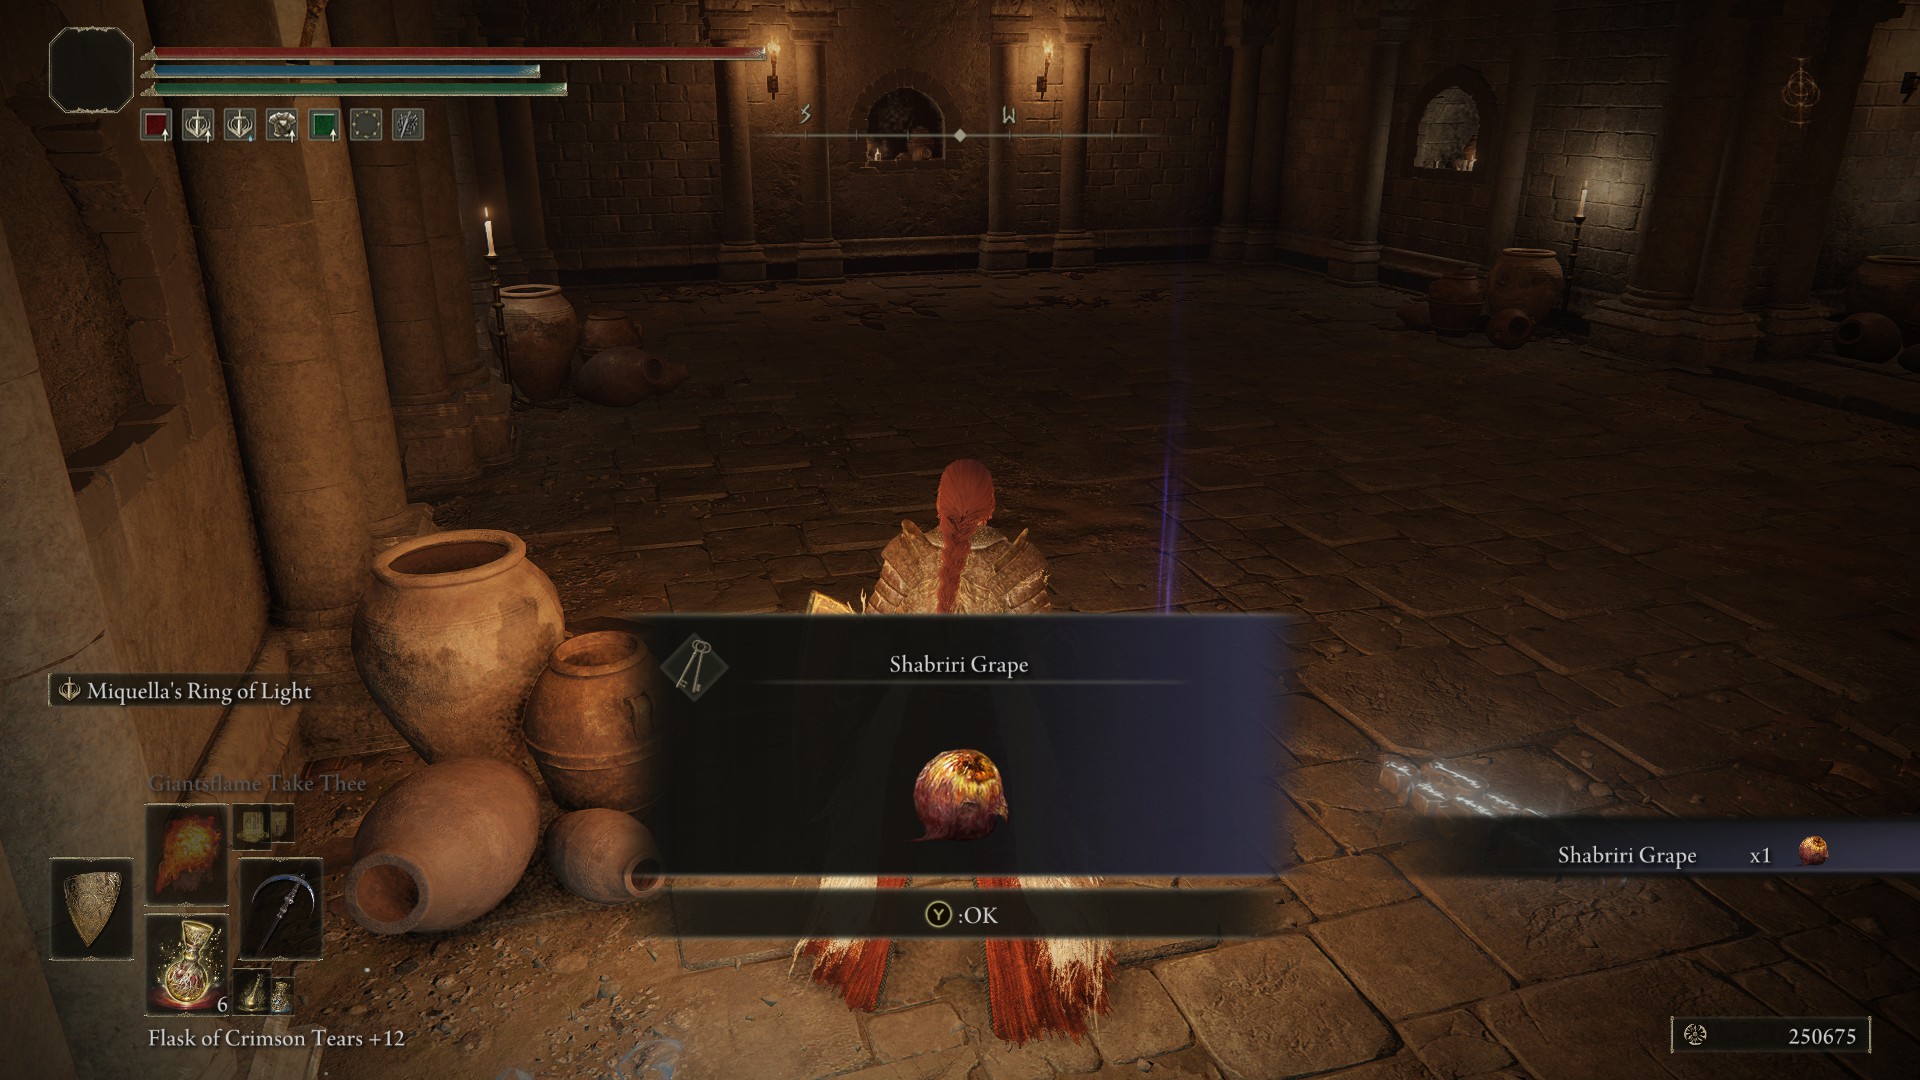 S
W
Shabriri Grape
Miquella's Ring of Light
Giantsflame Take Thee
Shabriri Grape x1
Y :OK
6
Flask of Crimson Tears +12
250675